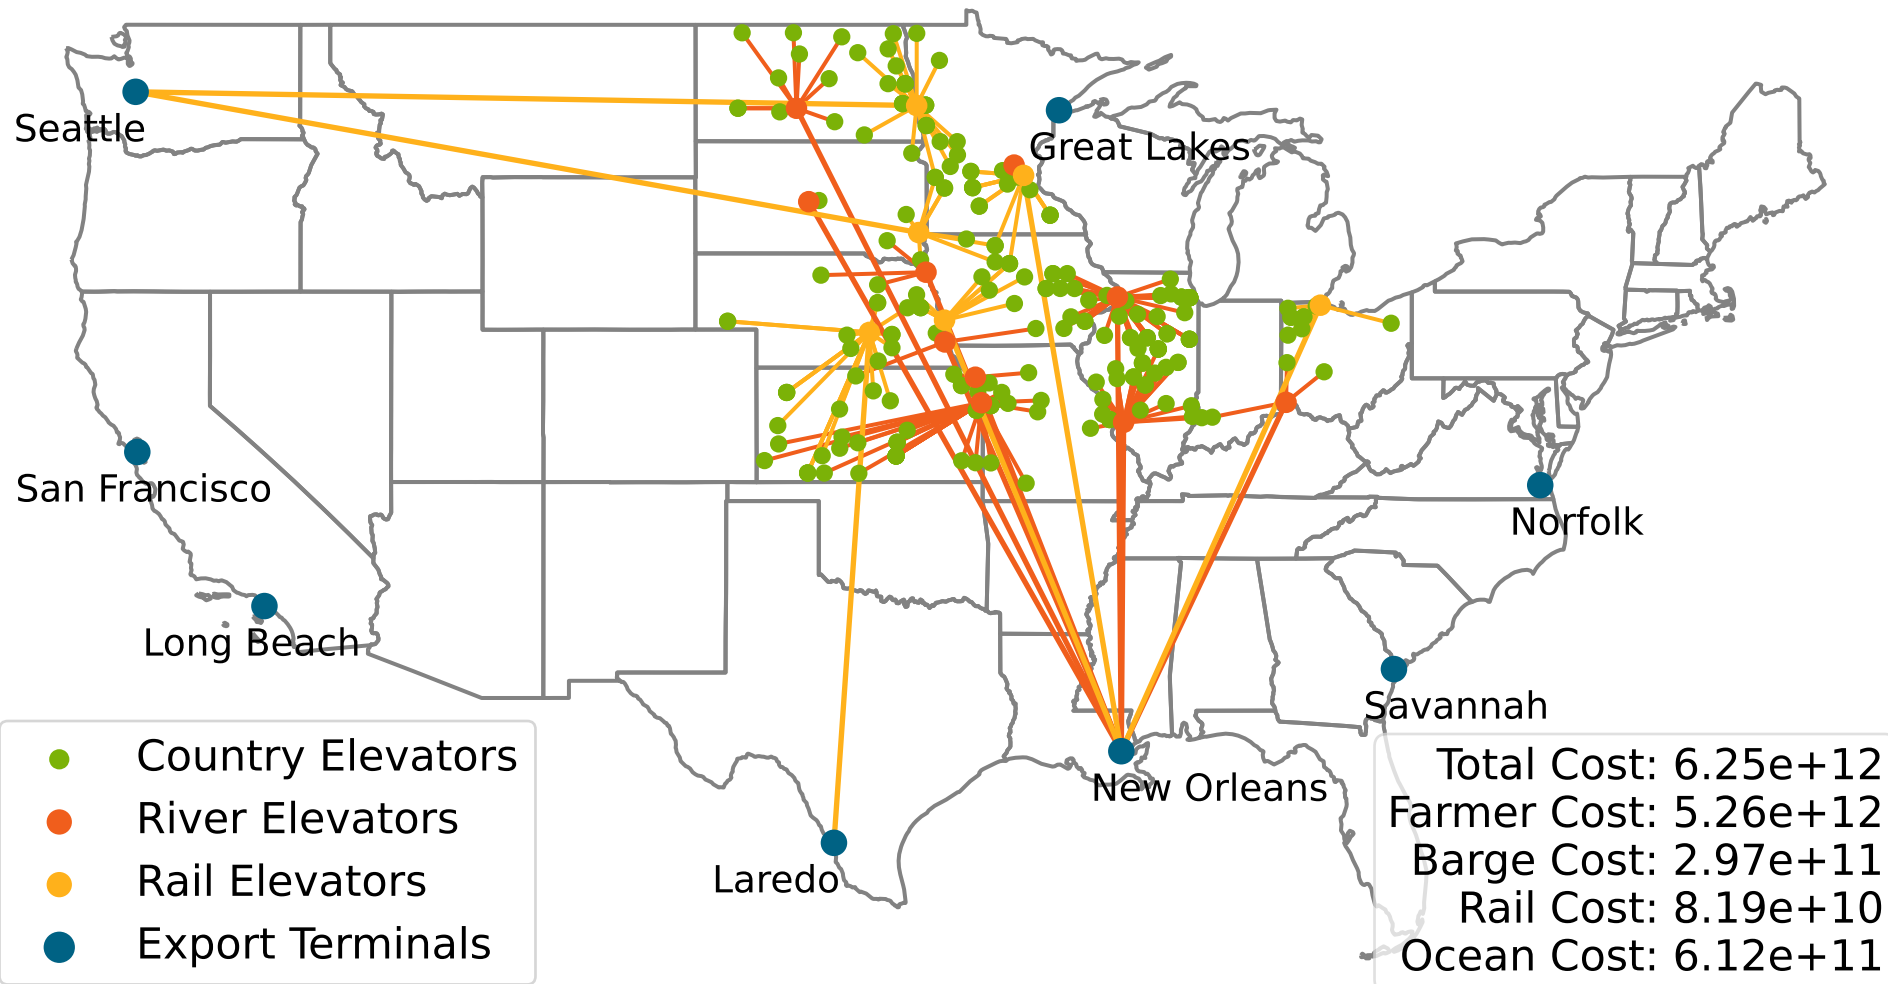 Seattle
Great Lakes
San Francisco
Norfolk
Long Beach
Savannah
New Orleans
Laredo
Country Elevators
River Elevators
Rail Elevators
Export Terminals
Total Cost: 6.25e+12
Farmer Cost: 5.26e+12
Barge Cost: 2.97e+11
Rail Cost: 8.19e+10
Ocean Cost: 6.12e+11